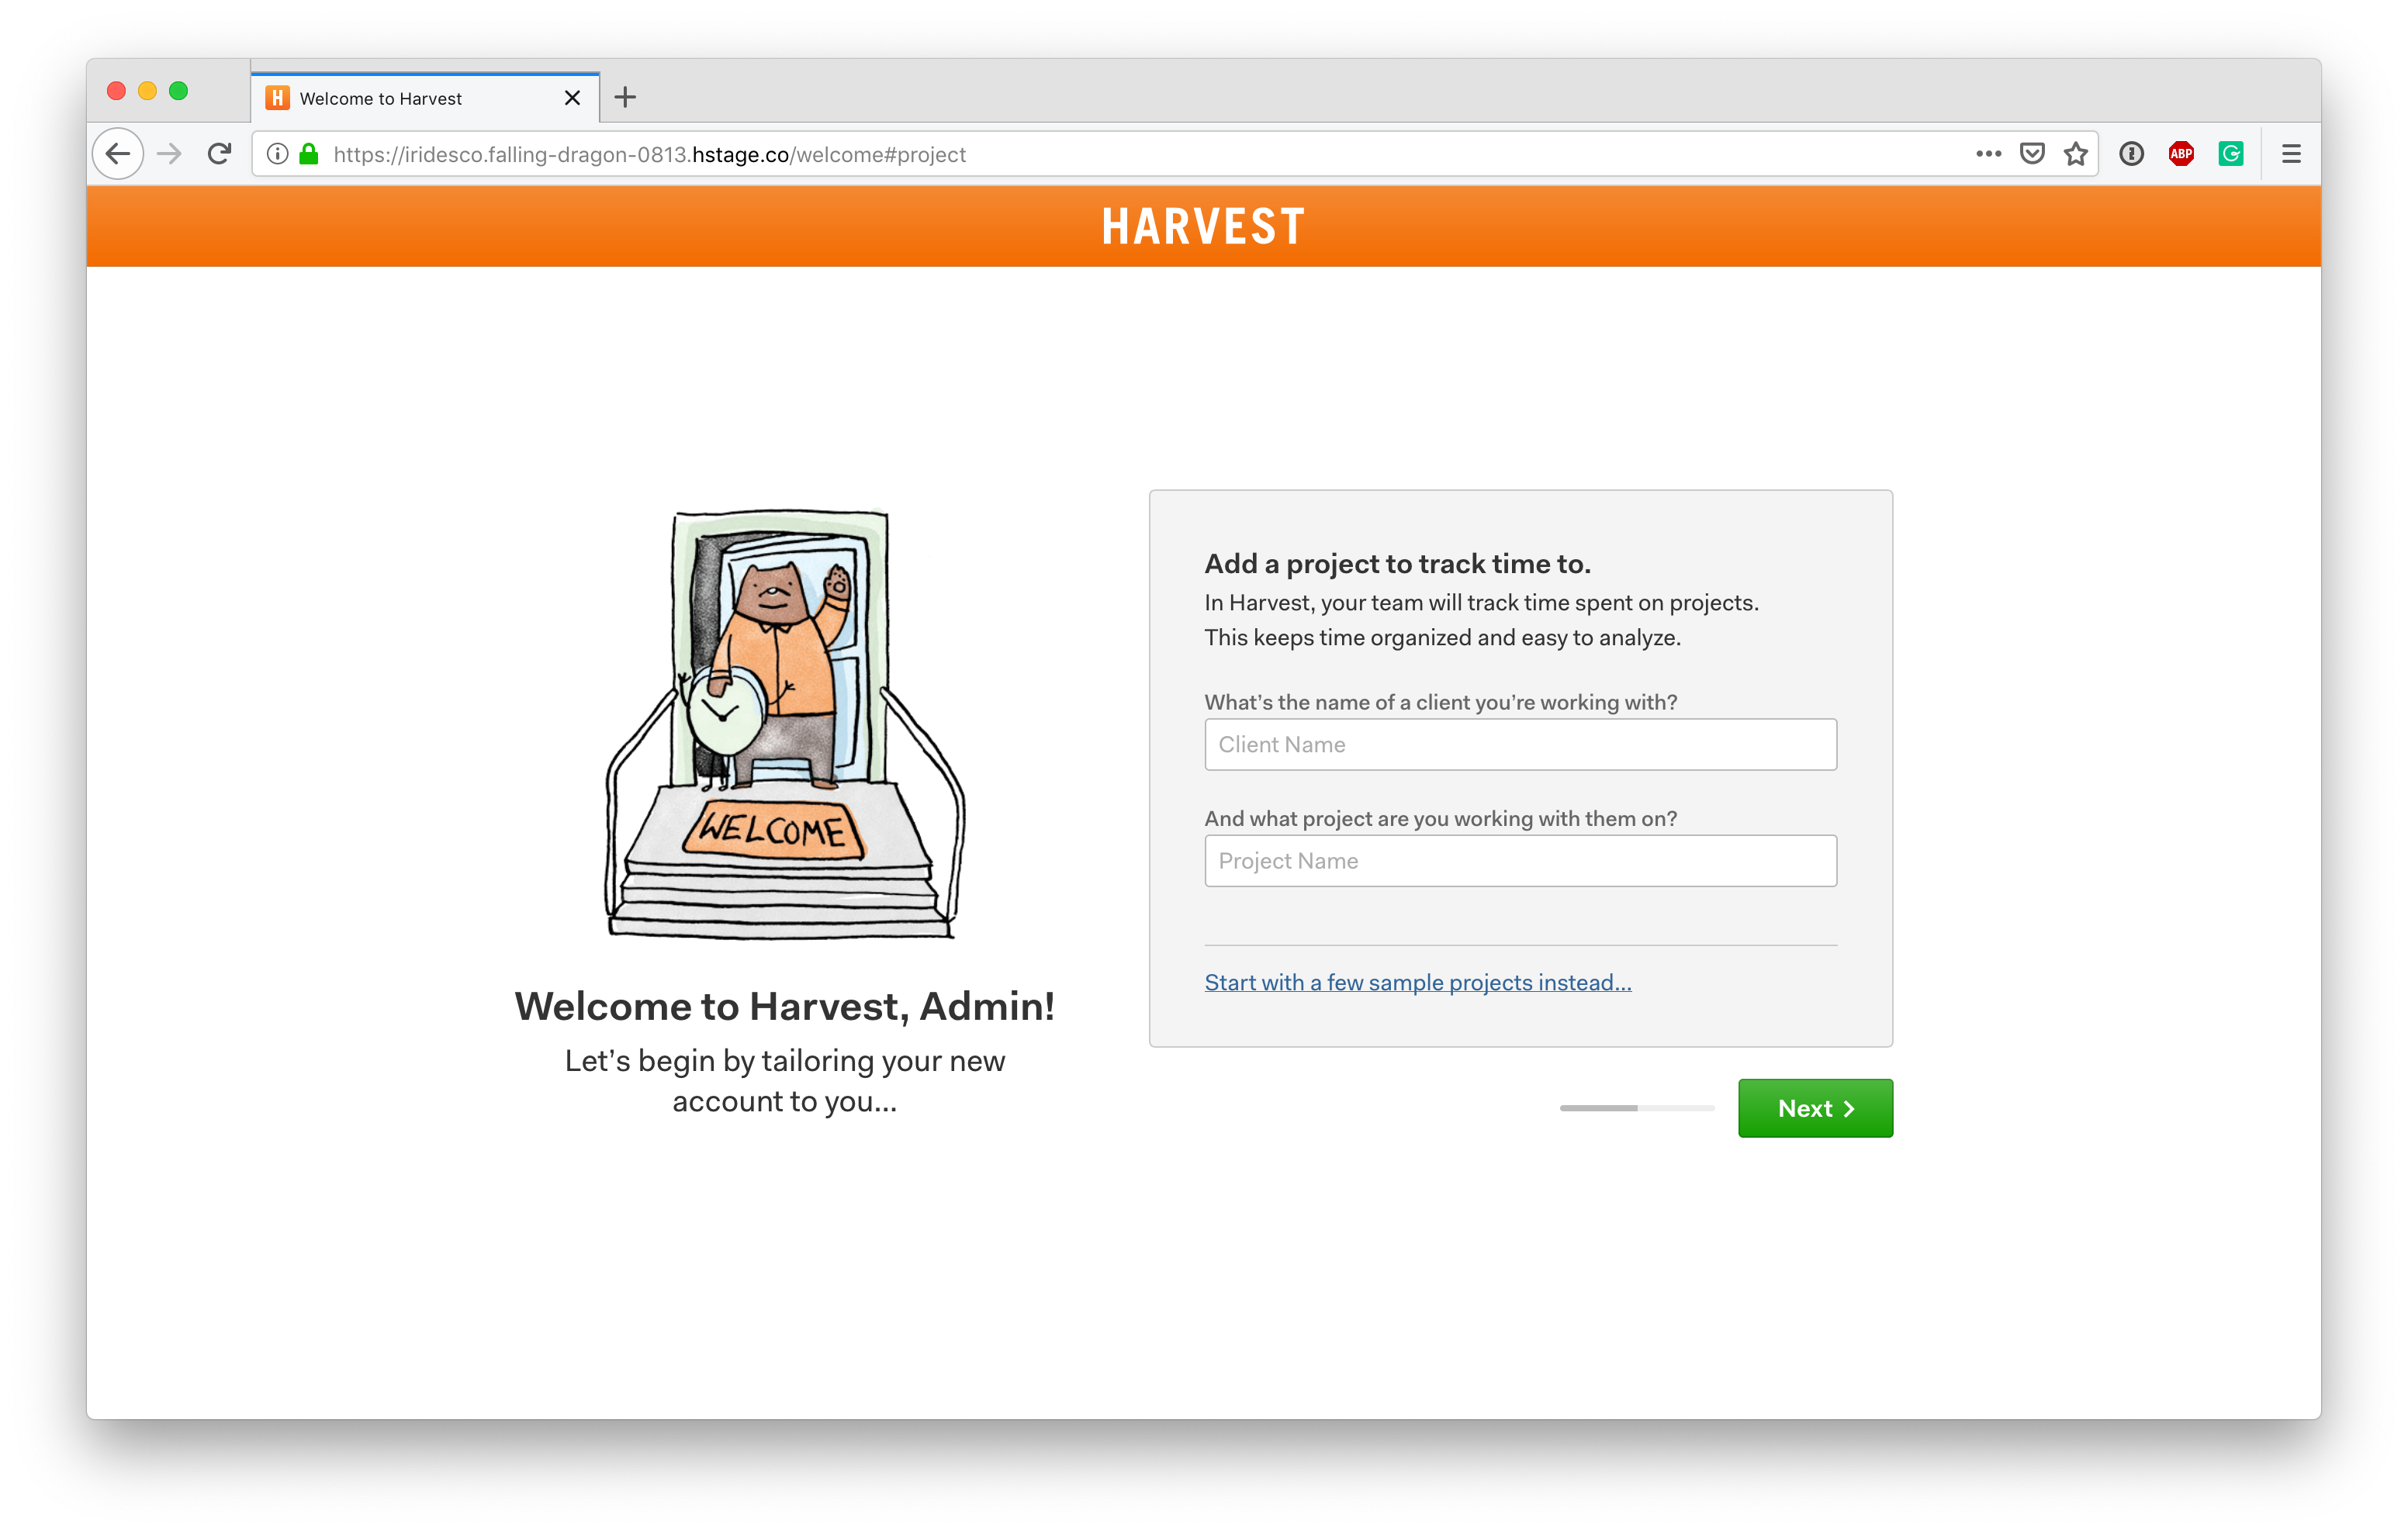 Welcome to Harvest
https://iridesco.falling-dragon-0813.hstage.co/welcome#project
ABP
HARVEST
WELCOME
Welcome to Harvest, Admin!
Let’s begin by tailoring your new
account to you...
Add a project to track time to.
In Harvest, your team will track time spent on projects.
This keeps time organized and easy to analyze.
What’s the name of a client you’re working with?
Client Name
And what project are you working with them on?
Project Name
Start with a few sample projects instead...
Next